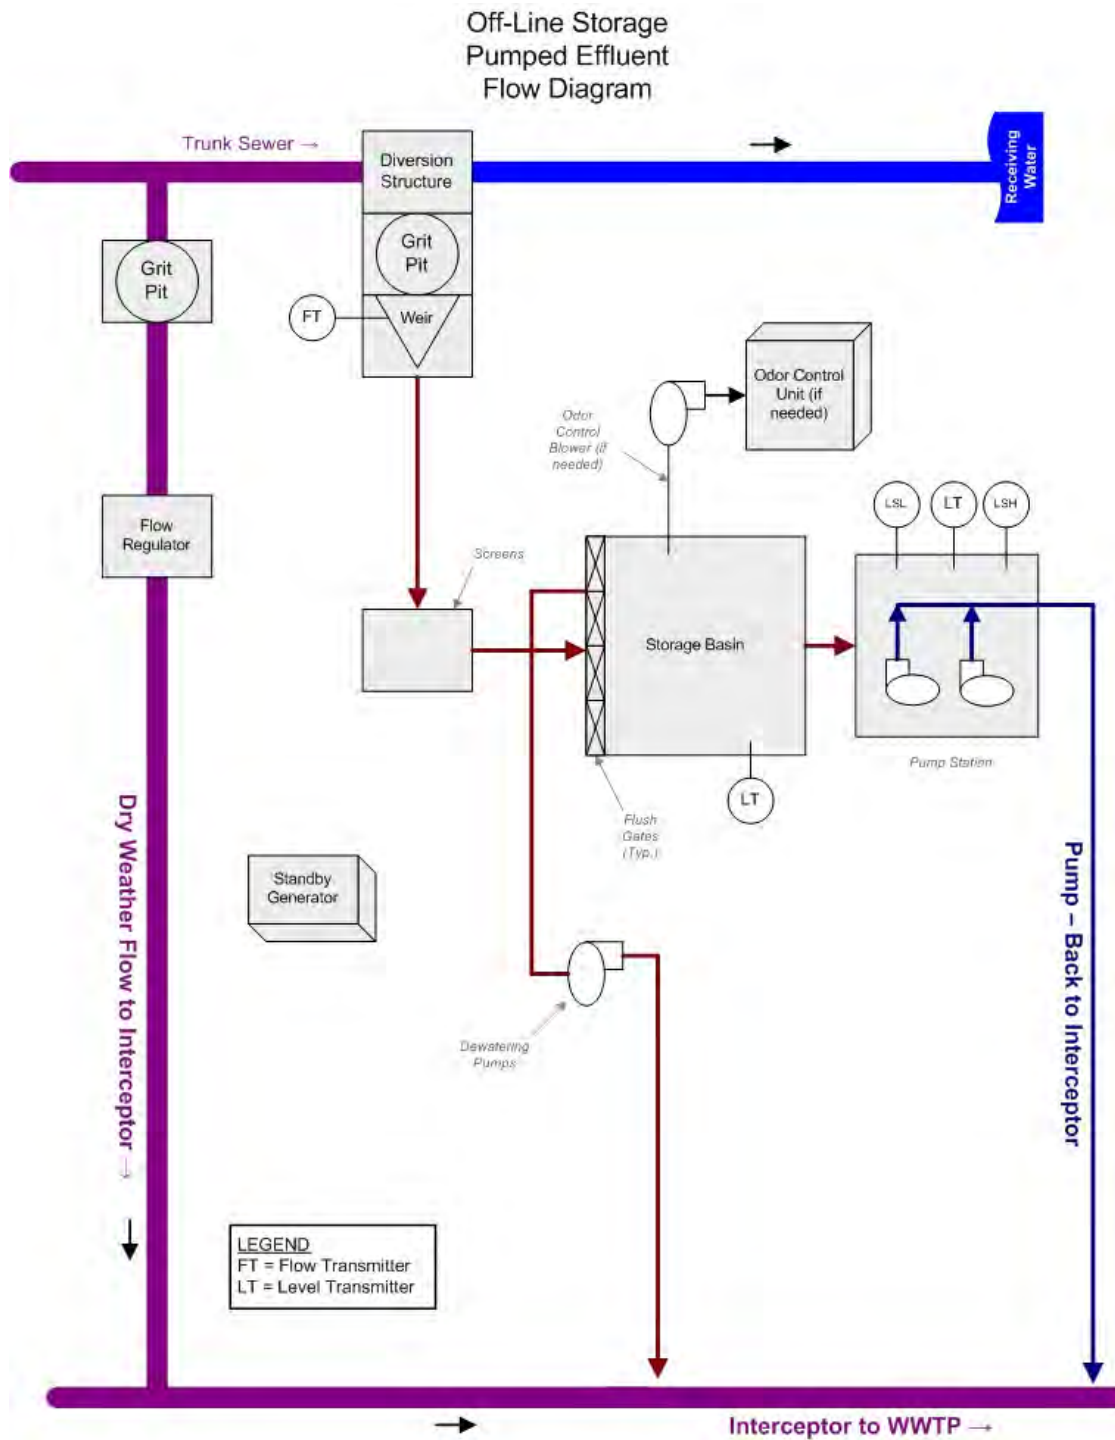 Off-Line Storage
Pumped Effluent
Flow Diagram
Trunk Sewer →
Diversion
Structure
Receiving
Water
Grit
Pit
Grit
Pit
FT
Weir
Odor Control
Unit (if
needed)
Odor
Control
Blower (if
needed)
LSL
LT
LSH
Flow
Regulator
Screens
Storage Basin
Pump Station
LT
Flush
Gates
(Typ.)
Standby
Generator
Dry Weather Flow to Interceptor →
Pump – Back to Interceptor
Dewatering
Pumps
LEGEND
FT = Flow Transmitter
LT = Level Transmitter
Interceptor to WWTP →